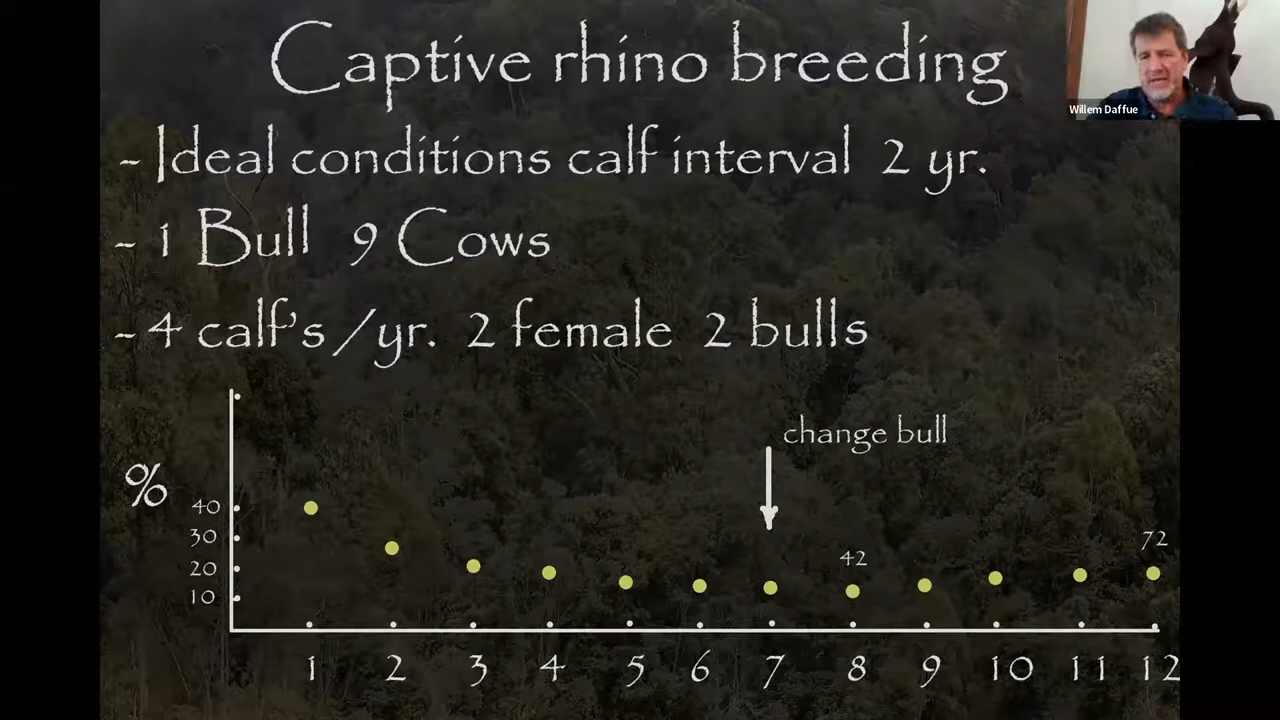 Captive rhino breeding
Willem Daffue
- Ideal conditions calf interval 2 yr.
- 1 Bull 9 Cows
- 4 calf's /yr. 2 female 2 bulls
change bull
%
40
30
20
10
42
72
1 2 3 4 5 6 7 8 9 10 11 12